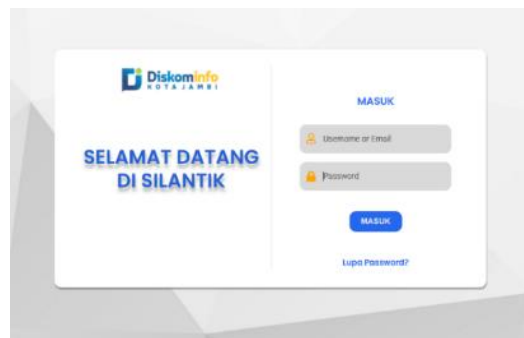 Diskominfo
KOTA JAMBI
SELAMAT DATANG
DI SILANTIK
MASUK
Username or Email
Password
MASUK
Lupa Password?